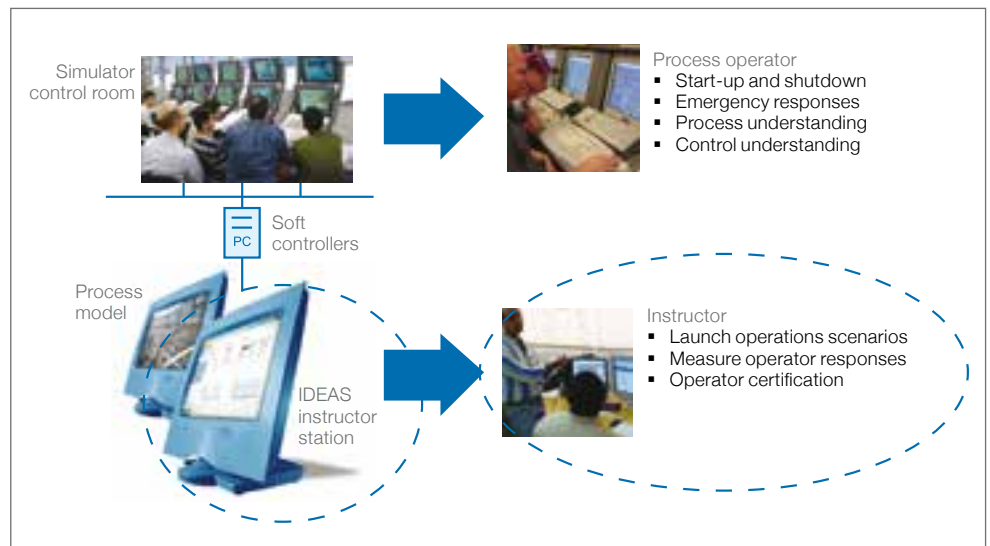 Simulator
control room
Process operator
▪ Start-up and shutdown
▪ Emergency responses
▪ Process understanding
▪ Control understanding
PC
Soft
controllers
Process
model
IDEAS
instructor
station
Instructor
▪ Launch operations scenarios
▪ Measure operator responses
▪ Operator certification